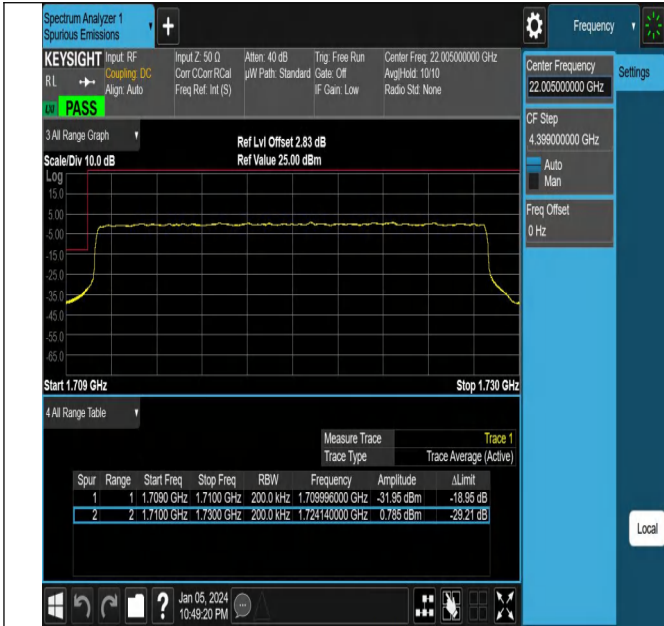 Spectrum Analyzer 1
Spurious Emissions
Frequency
KEYSIGHT
RL
PASS
Input: RF
Coupling: DC
Align: Auto
Input Z: 50 Ω
Corr CCorr RCal
Freq Ref: Int (S)
Atten: 40 dB
µW Path: Standard
Trig: Free Run
Gate: Off
IF Gain: Low
Center Freq: 22.005000000 GHz
Avg|Hold: 10/10
Radio Std: None
Center Frequency
22.005000000 GHz
Settings
CF Step
4.399000000 GHz
Auto
Man
Freq Offset
0 Hz
Local
3 All Range Graph
Ref Lvl Offset 2.83 dB
Scale/Div 10.0 dB
Ref Value 25.00 dBm
Log
15.0
5.00
-5.00
-15.0
-25.0
-35.0
-45.0
-55.0
-65.0
Start 1.709 GHz
Stop 1.730 GHz
4 All Range Table
Measure Trace Trace 1
Trace Type Trace Average (Active)
Spur Range Start Freq Stop Freq RBW Frequency Amplitude ΔLimit
1 1 1.7090 GHz 1.7100 GHz 200.0 kHz 1.709996000 GHz -31.95 dBm -18.95 dB
2 2 1.7100 GHz 1.7300 GHz 200.0 kHz 1.724140000 GHz 0.785 dBm -29.21 dB
Jan 05, 2024
10:49:20 PM